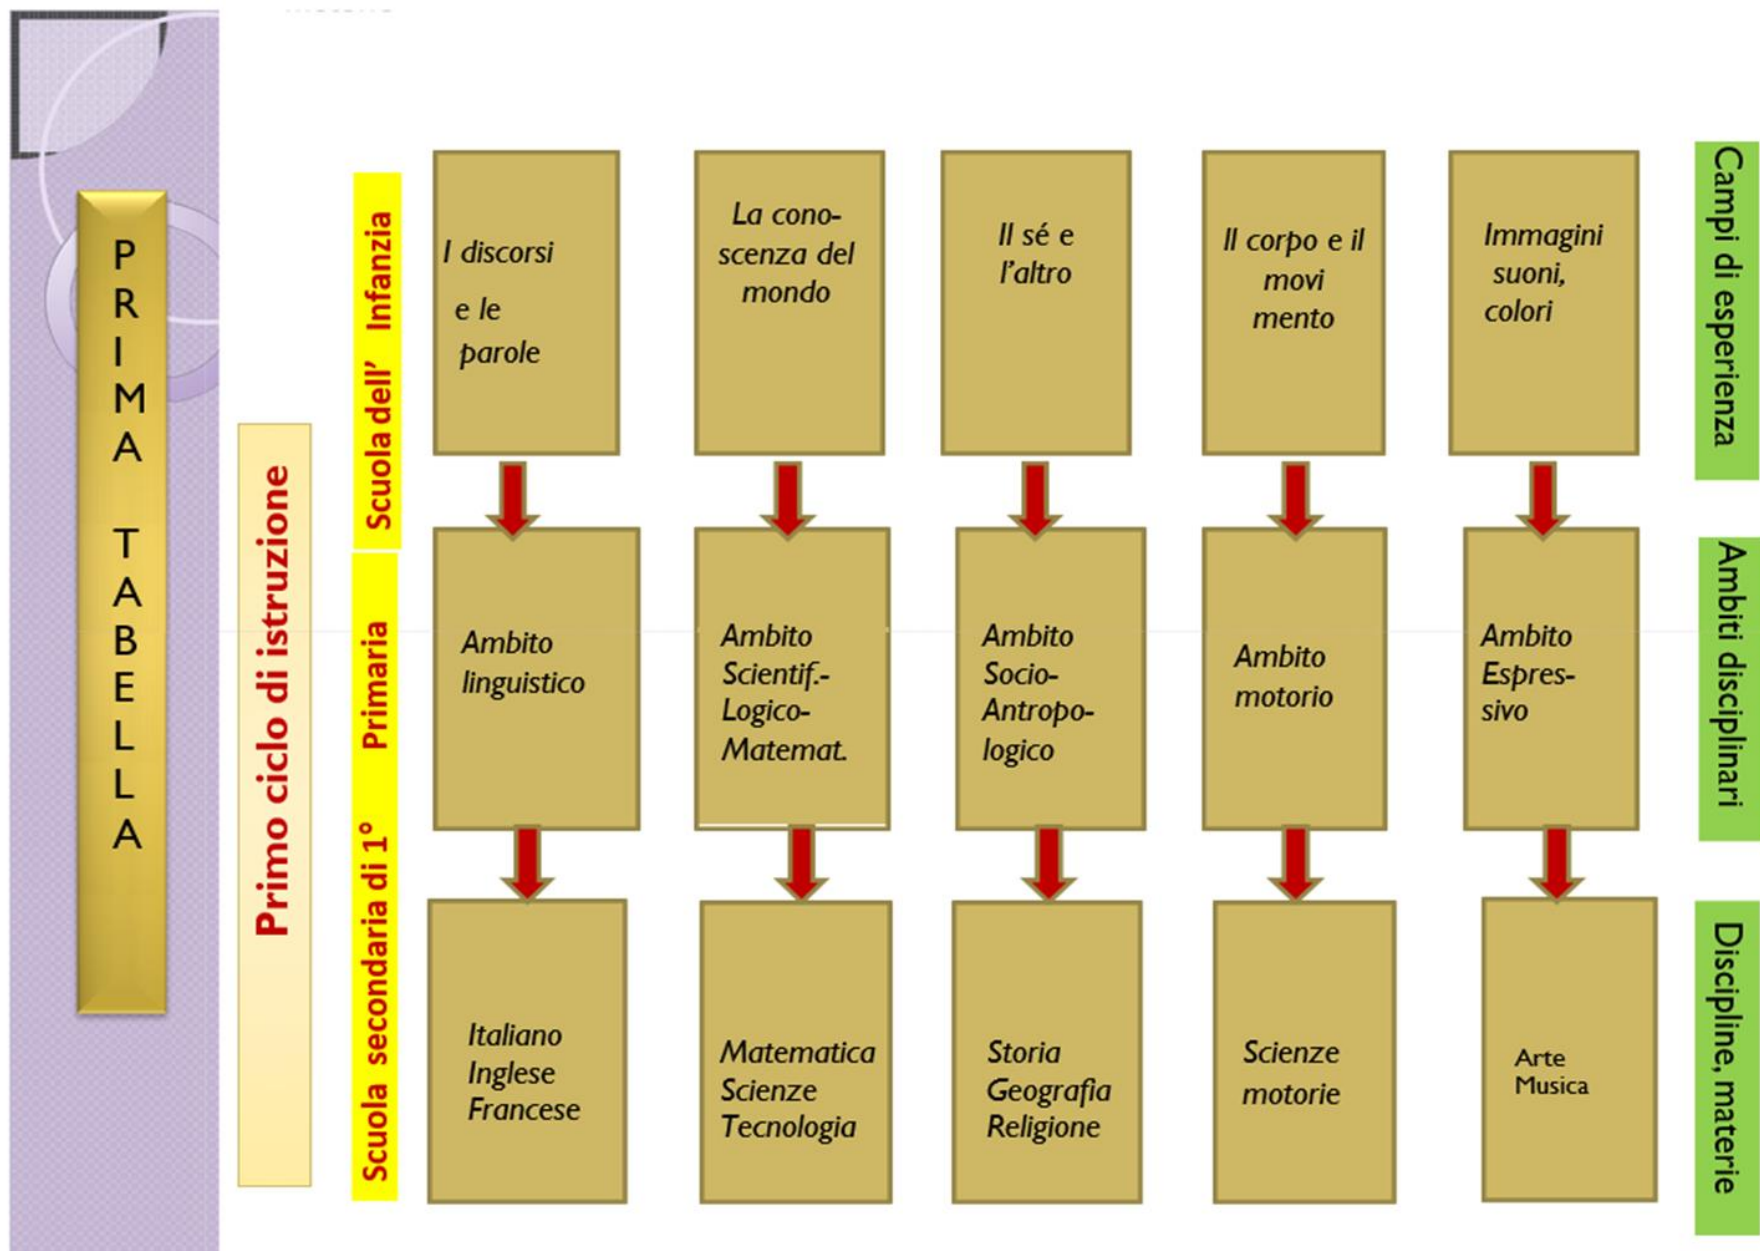 PRIMA TABELLA
Primo ciclo di istruzione
Scuola dell' Infanzia
I discorsi
e le
parole
La cono-
scenza del
mondo
Il sé e
l'altro
Il corpo e il
movi
mento
Immagini
suoni,
colori
Campi di esperienza
Primaria
Ambito
linguistico
Ambito
Scientif.-
Logico-
Matemat.
Ambito
Socio-
Antropo-
logico
Ambito
motorio
Ambito
Espres-
sivo
Ambiti disciplinari
Scuola secondaria di 1°
Italiano
Inglese
Francese
Matematica
Scienze
Tecnologia
Storia
Geografia
Religione
Scienze
motorie
Arte
Musica
Discipline, materie